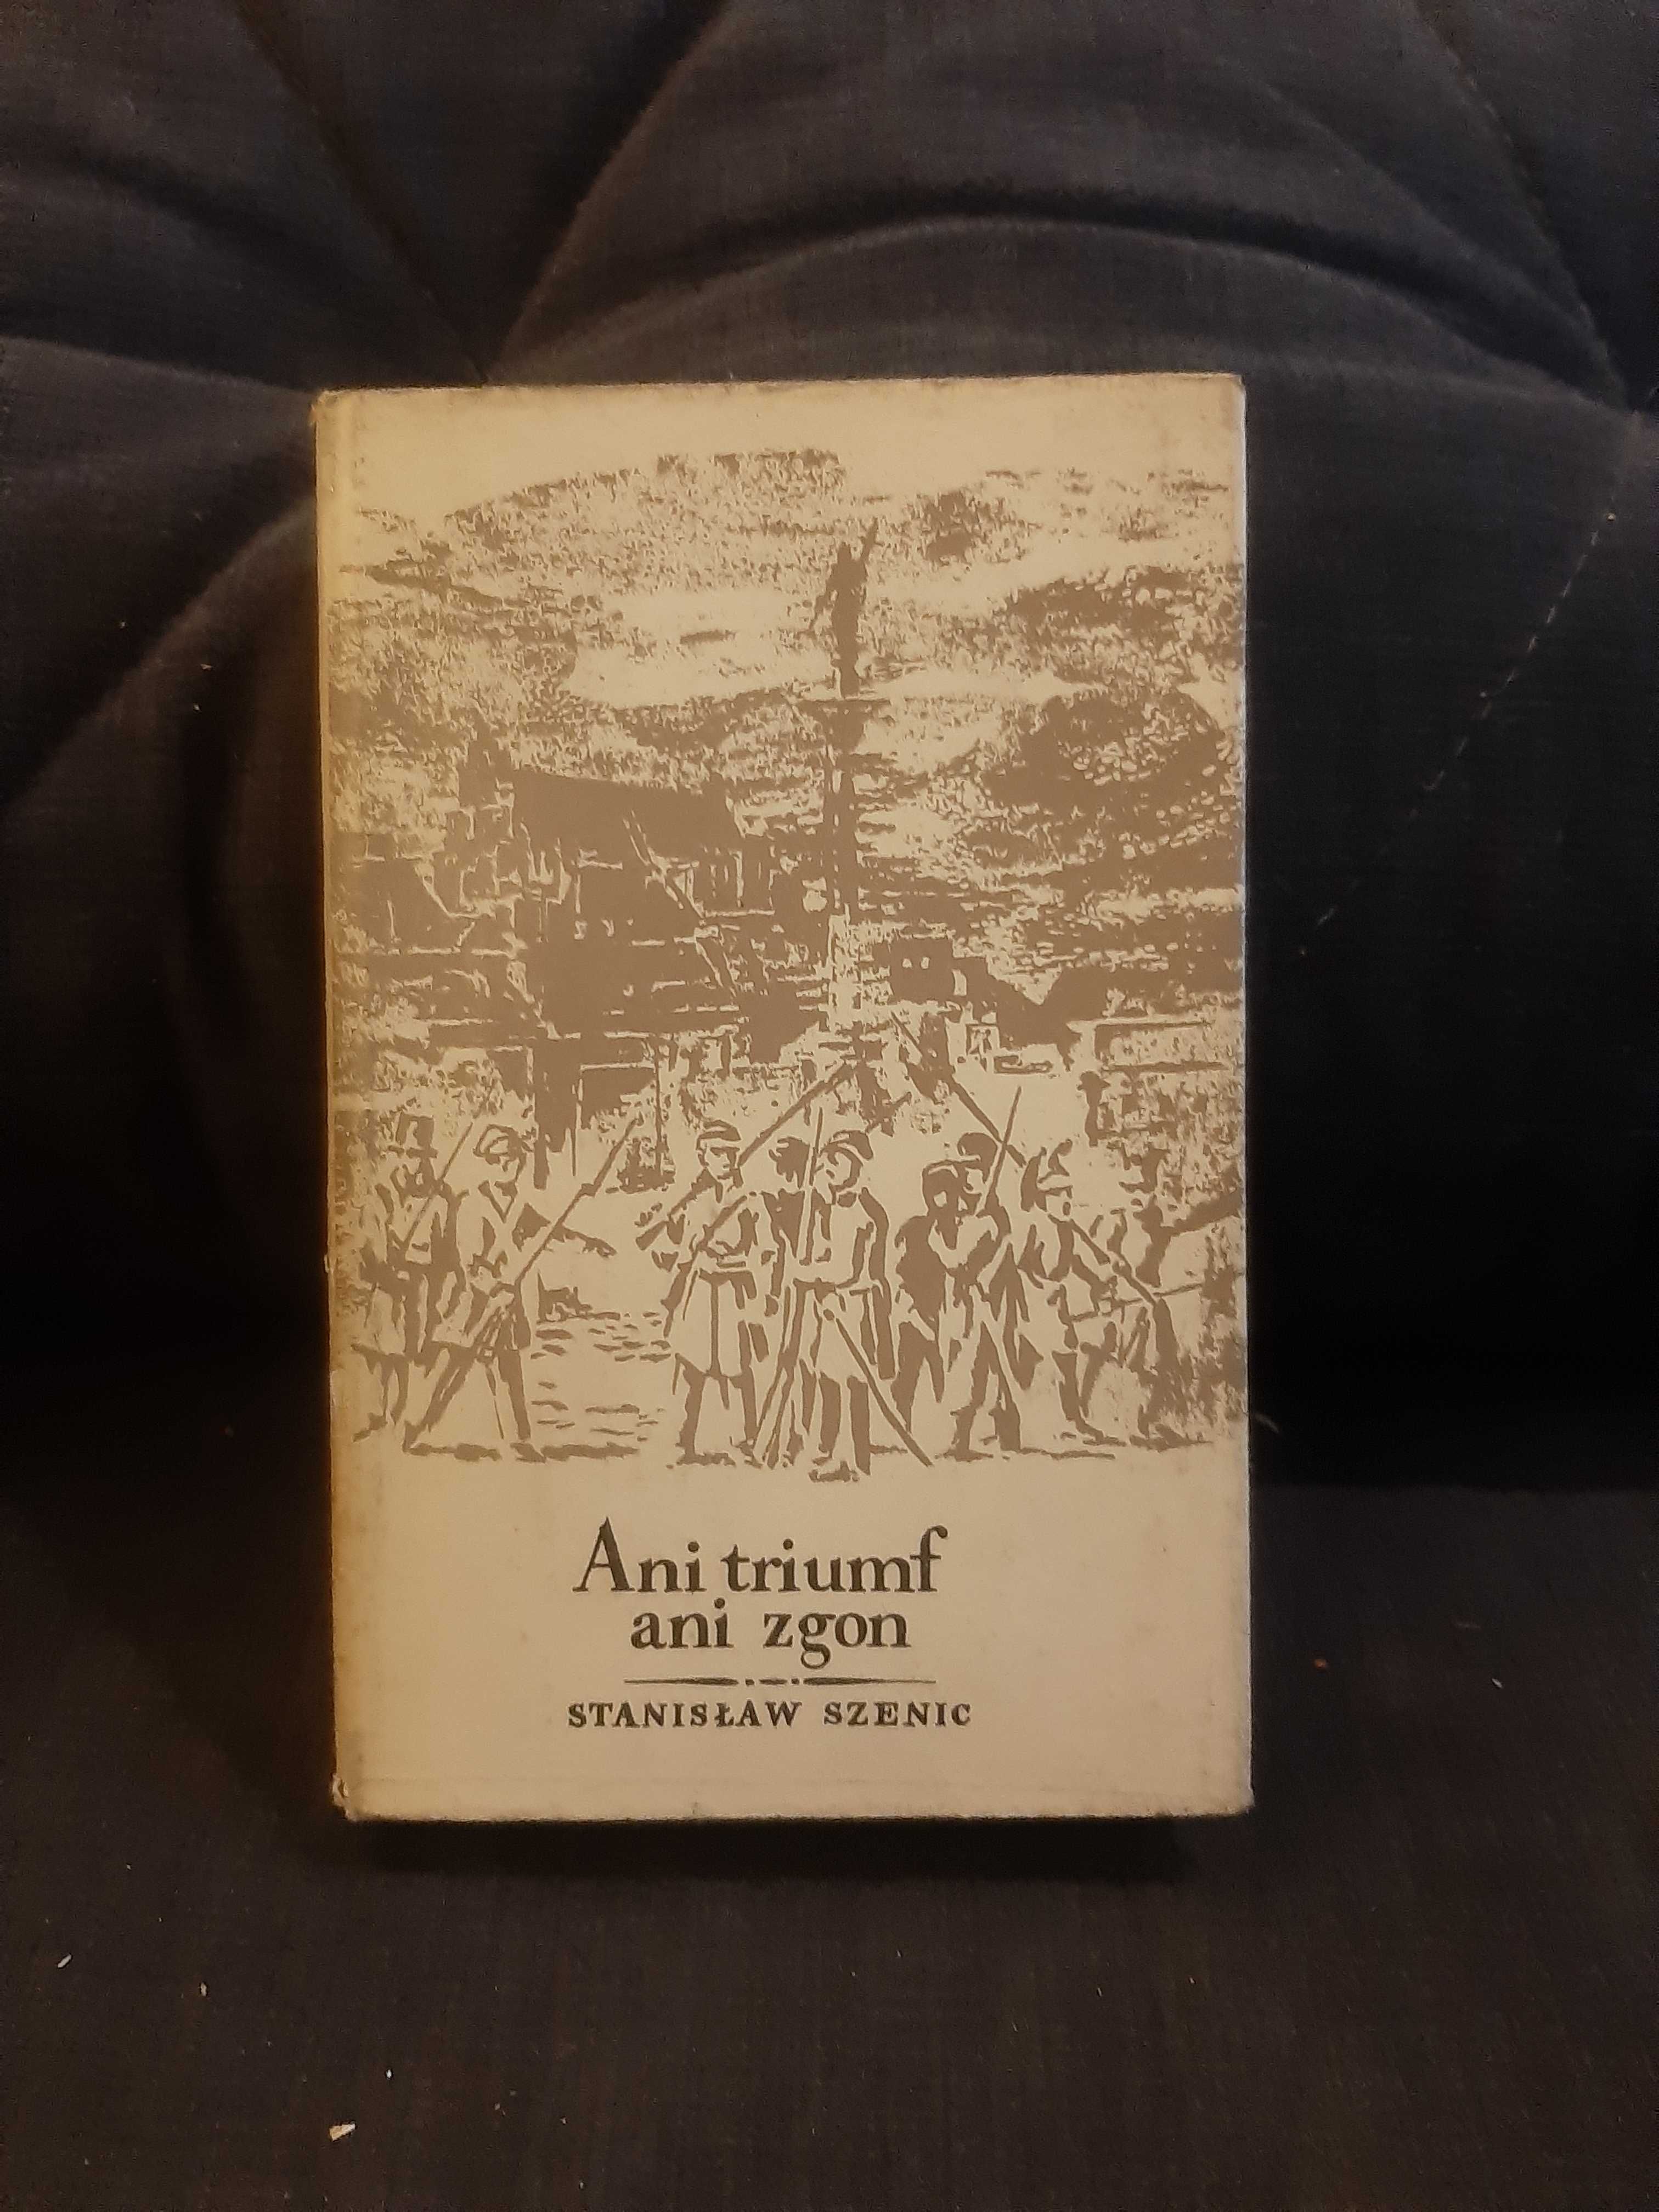 Ani triumf
ani zgon
STANISŁAW SZENIC